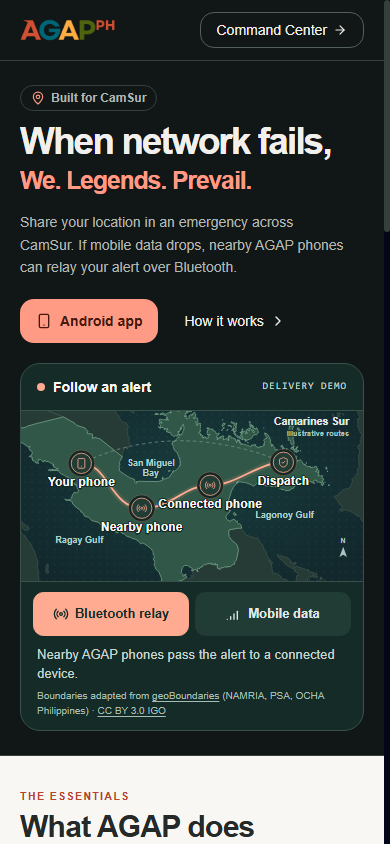 AGAPPH
Command Center →
Built for CamSur
When network fails,
We. Legends. Prevail.
Share your location in an emergency across
CamSur. If mobile data drops, nearby AGAP phones
can relay your alert over Bluetooth.
Android app
How it works
Follow an alert
DELIVERY DEMO
Camarines Sur
Illustrative routes
San Miguel
Bay
Your phone
Dispatch
Connected phone
Lagonoy Gulf
Nearby phone
Ragay Gulf
N
Bluetooth relay
Mobile data
Nearby AGAP phones pass the alert to a connected
device.
Boundaries adapted from geoBoundaries (NAMRIA, PSA, OCHA
Philippines) · CC BY 3.0 IGO
THE ESSENTIALS
What AGAP does